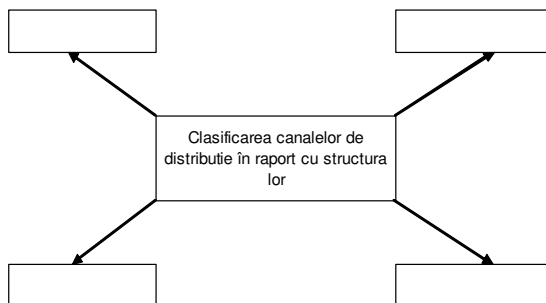 Clasificarea canalelor de
distributie în raport cu structura
lor